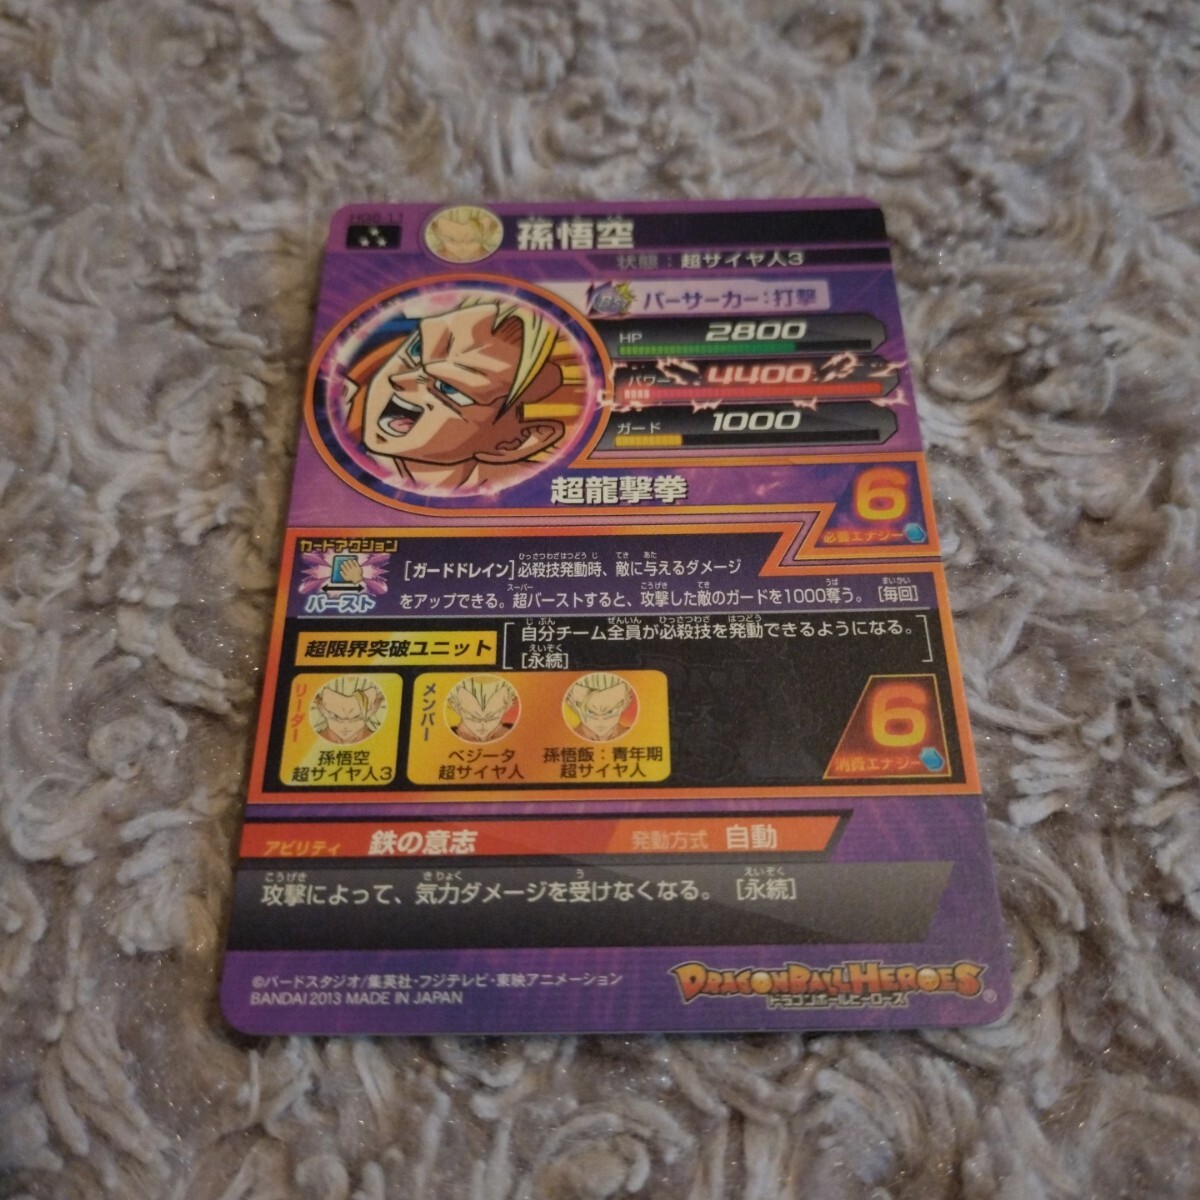 孫悟空
状態:超サイヤ人3
バーサーカー:打撃
HP 2800
パワー 4400
ガード 1000
超龍撃拳
6
必要エナジー
カードアクション
バースト
[ガードドレイン]必殺技発動時、敵に与えるダメージ
をアップできる。超バーストすると、攻撃した敵のガードを1000奪う。[毎回]
超限界突破ユニット
自分チーム全員が必殺技を発動できるようになる。
[永続]
リーダー
孫悟空
超サイヤ人3
メンバー
ベジータ
超サイヤ人
孫悟飯:青年期
超サイヤ人
6
消費エナジー
アビリティ 鉄の意志 発動方式 自動
攻撃によって、気力ダメージを受けなくなる。[永続]
©バードスタジオ/集英社・フジテレビ・東映アニメーション
BANDAI 2013 MADE IN JAPAN
DRAGONBALL HEROES
ドラゴンボールヒーローズ